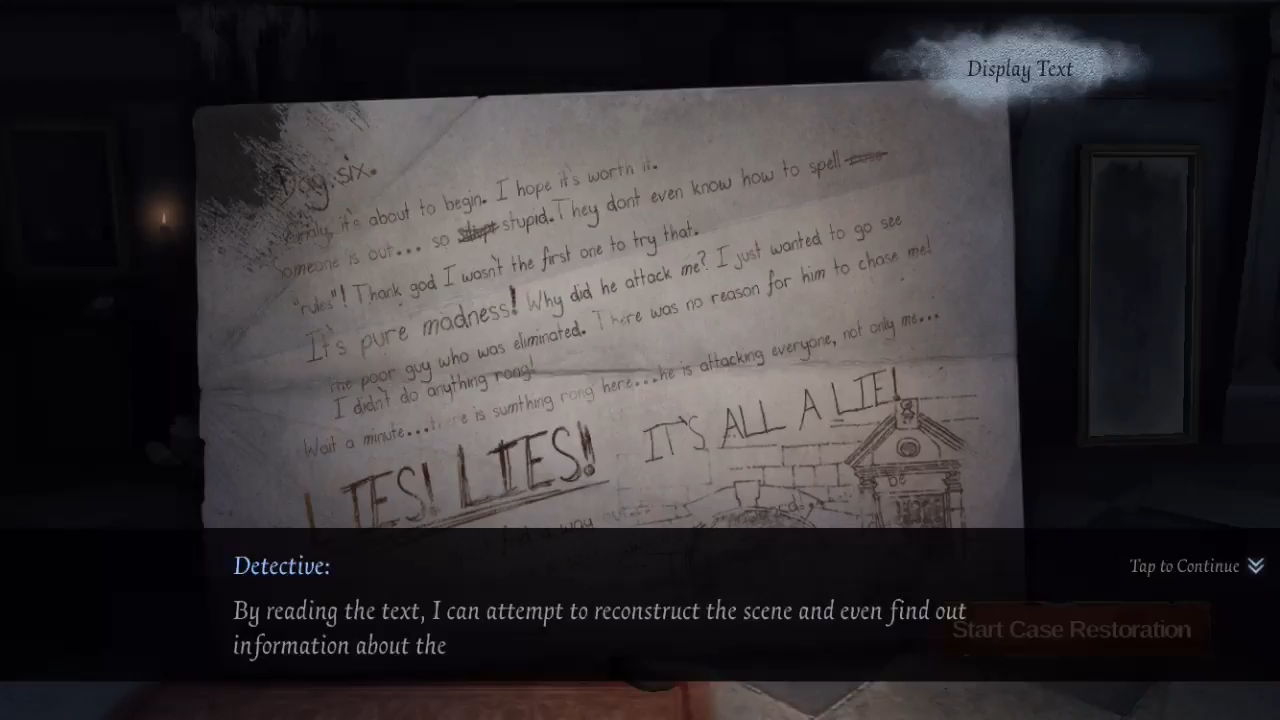 Display Text
Day six.
it's about to begin. I hope it's worth it.
Someone is out... so stupid. They dont even know how to spell
"rules"! Thank god I wasn't the first one to try that.
It's pure madness! Why did he attack me? I just wanted to go see
the poor guy who was eliminated. There was no reason for him to chase me!
I didn't do anything rong!
Wait a minute... there is sumthing rong here...he is attacking everyone, not only me...
LIES! LIES! IT'S ALL A LIE!
be
Detective:
Tap to Continue
By reading the text, I can attempt to reconstruct the scene and even find out
information about the
Start Case Restoration